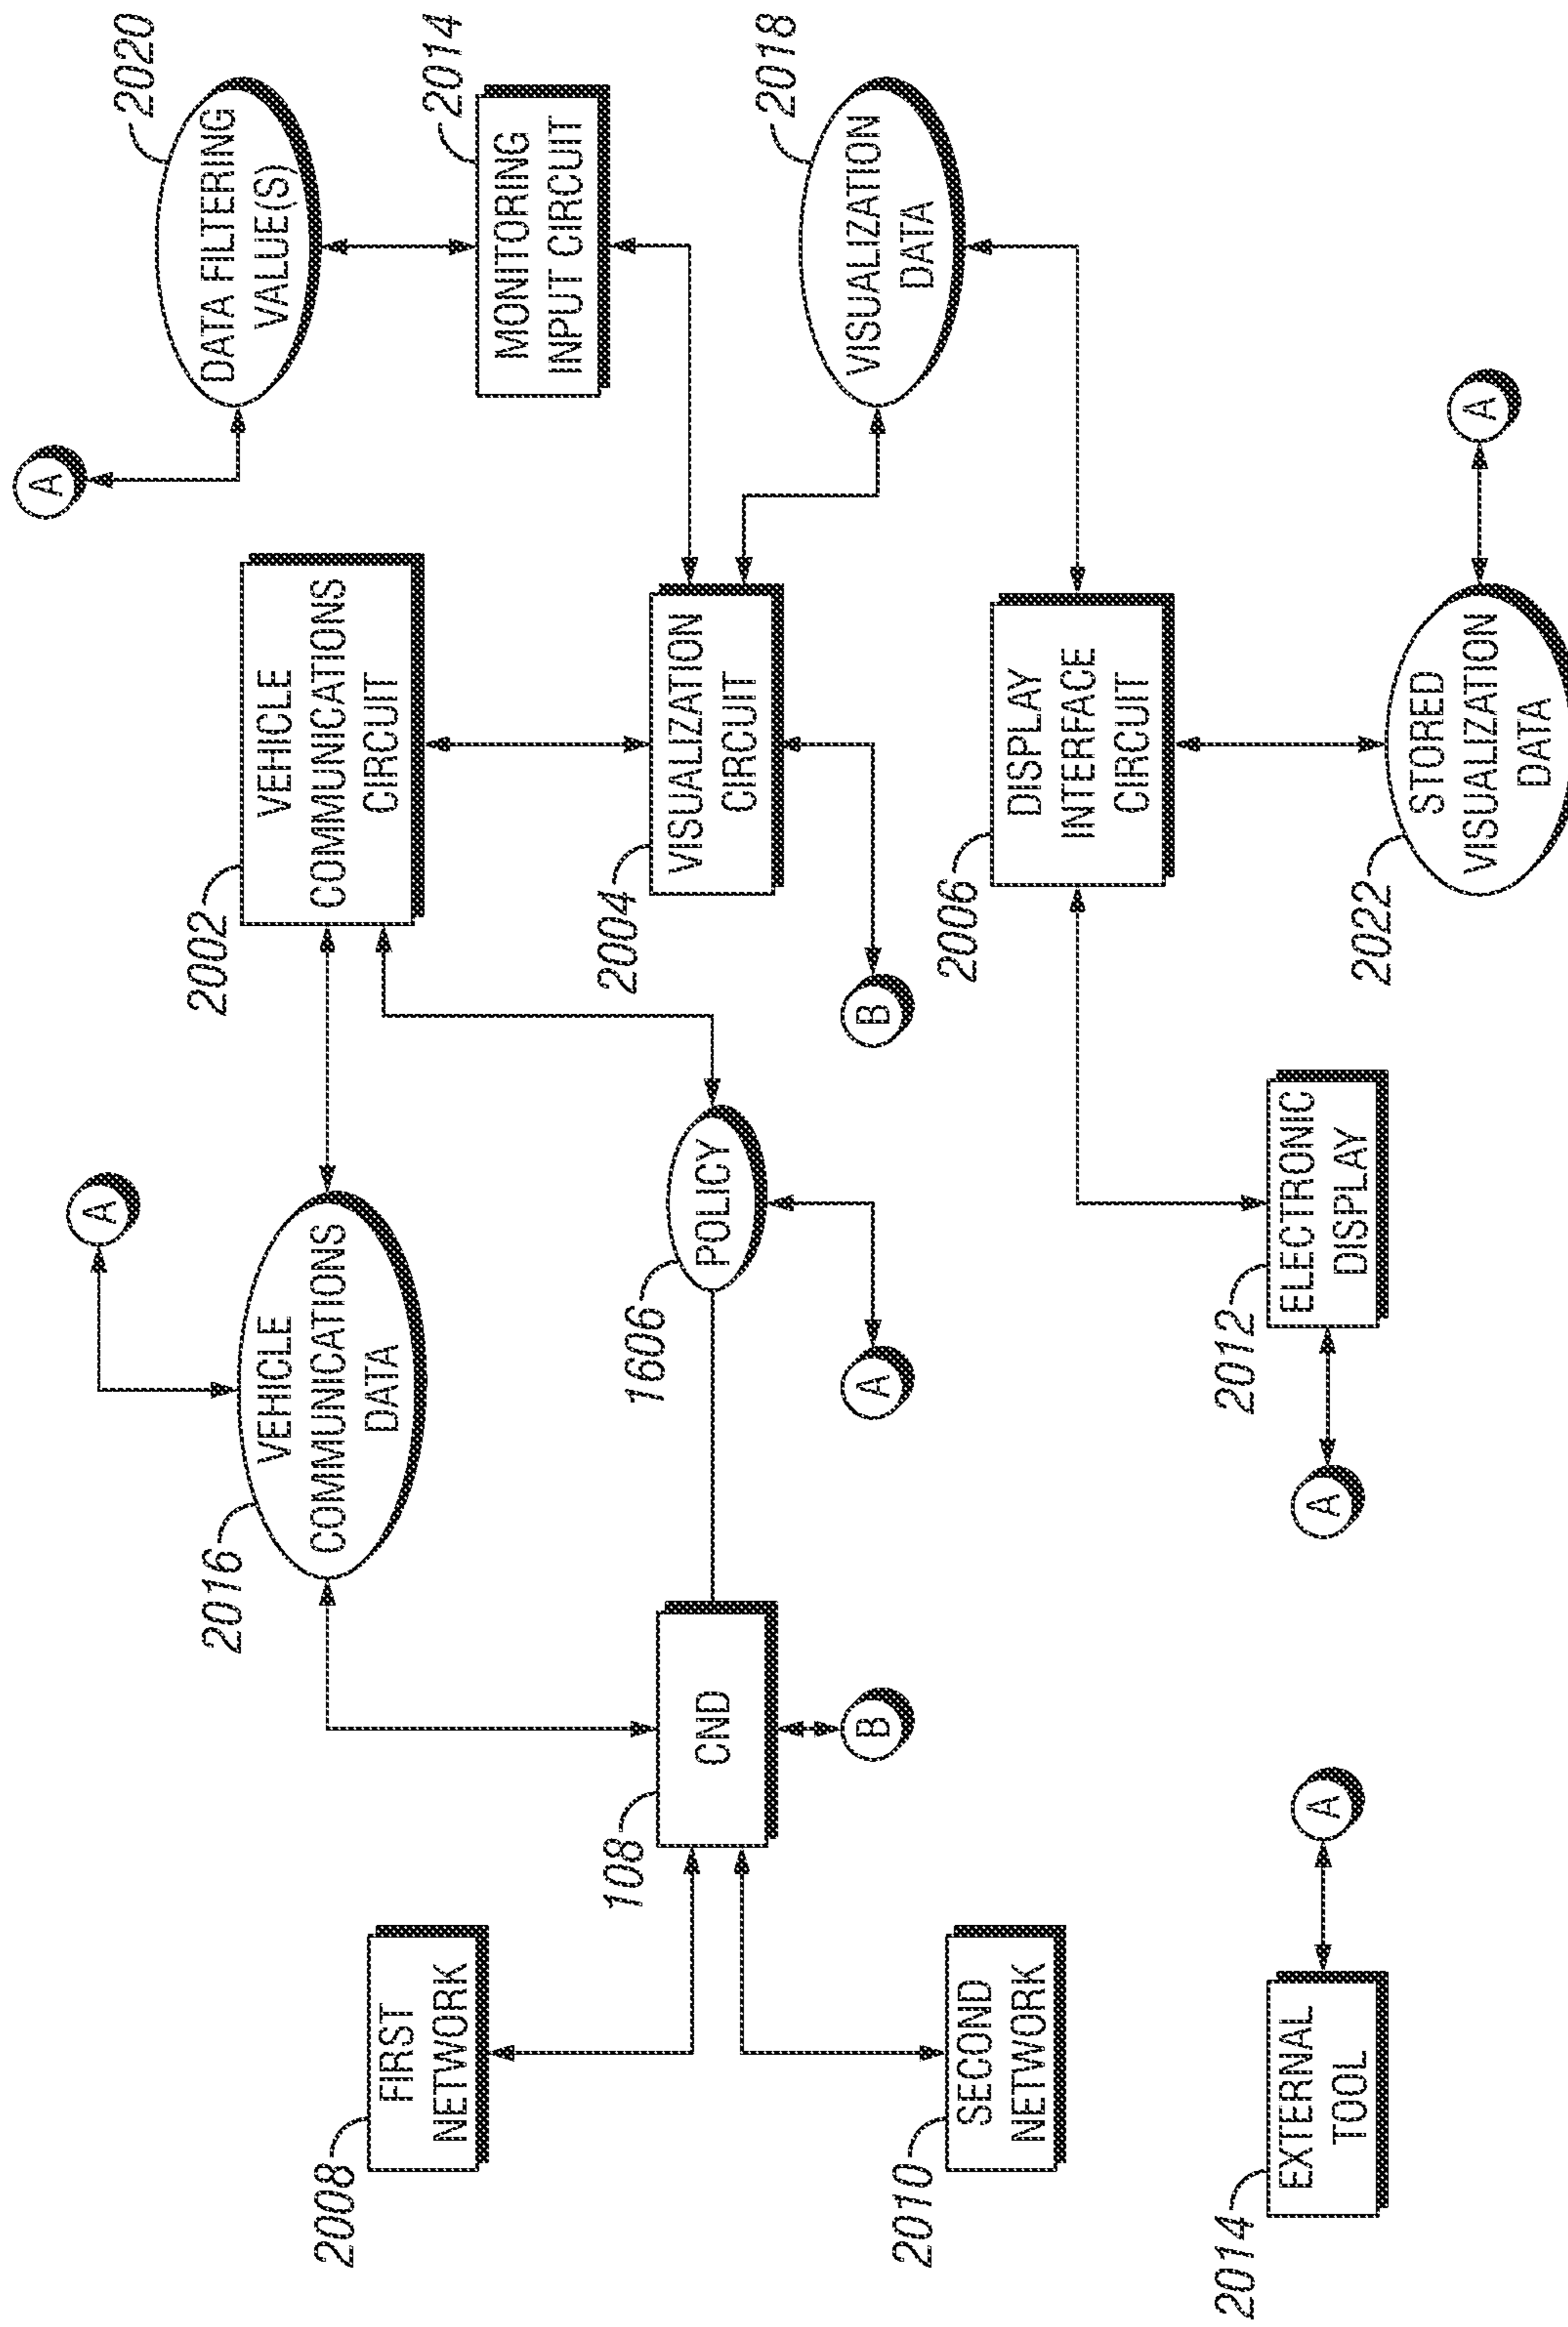 2008
FIRST
NETWORK
2010
SECOND
NETWORK
2014
EXTERNAL
TOOL
A
108
CND
B
2016
VEHICLE
COMMUNICATIONS
DATA
A
1606
POLICY
A
2012
ELECTRONIC
DISPLAY
A
2002
VEHICLE
COMMUNICATIONS
CIRCUIT
2004
VISUALIZATION
CIRCUIT
B
2006
DISPLAY
INTERFACE
CIRCUIT
2022
STORED
VISUALIZATION
DATA
A
A
2020
DATA FILTERING
VALUE(S)
2014
MONITORING
INPUT CIRCUIT
2018
VISUALIZATION
DATA